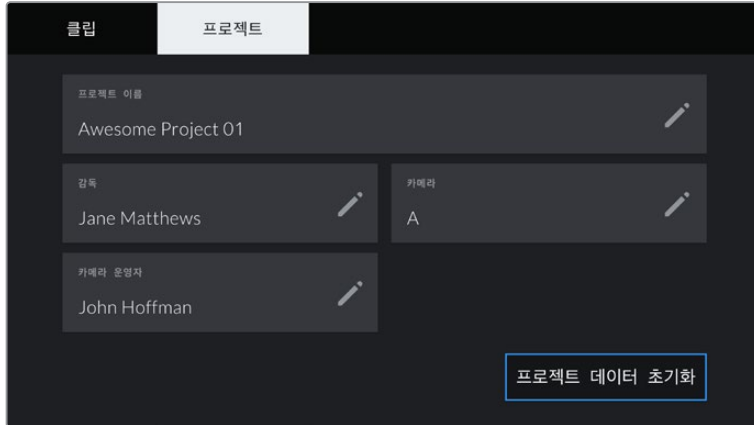 클립
프로젝트
프로젝트 이름
Awesome Project 01
감독
Jane Matthews
카메라
A
카메라 운영자
John Hoffman
프로젝트 데이터 초기화